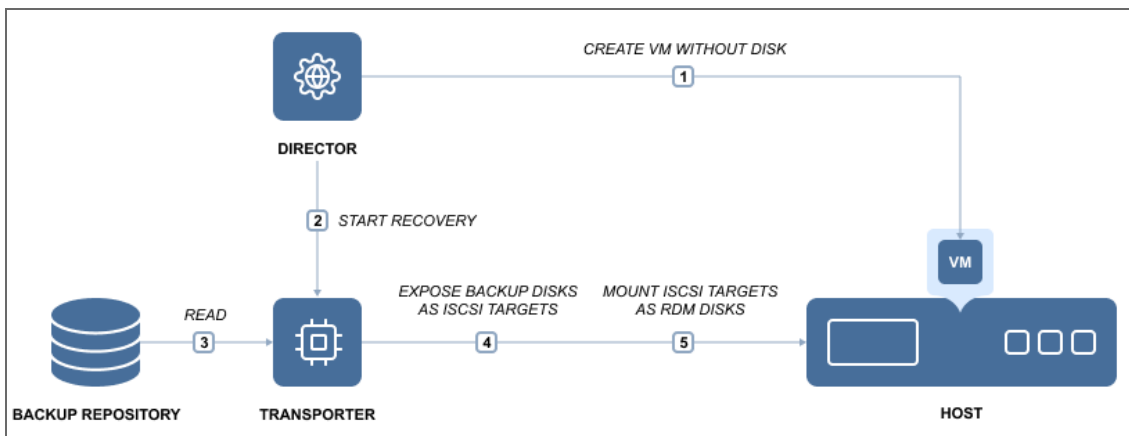 CREATE VM WITHOUT DISK
1
DIRECTOR
2 START RECOVERY
VM
EXPOSE BACKUP DISKS
AS ISCSI TARGETS
MOUNT ISCSI TARGETS
AS RDM DISKS
READ
3
4
5
BACKUP REPOSITORY
TRANSPORTER
HOST